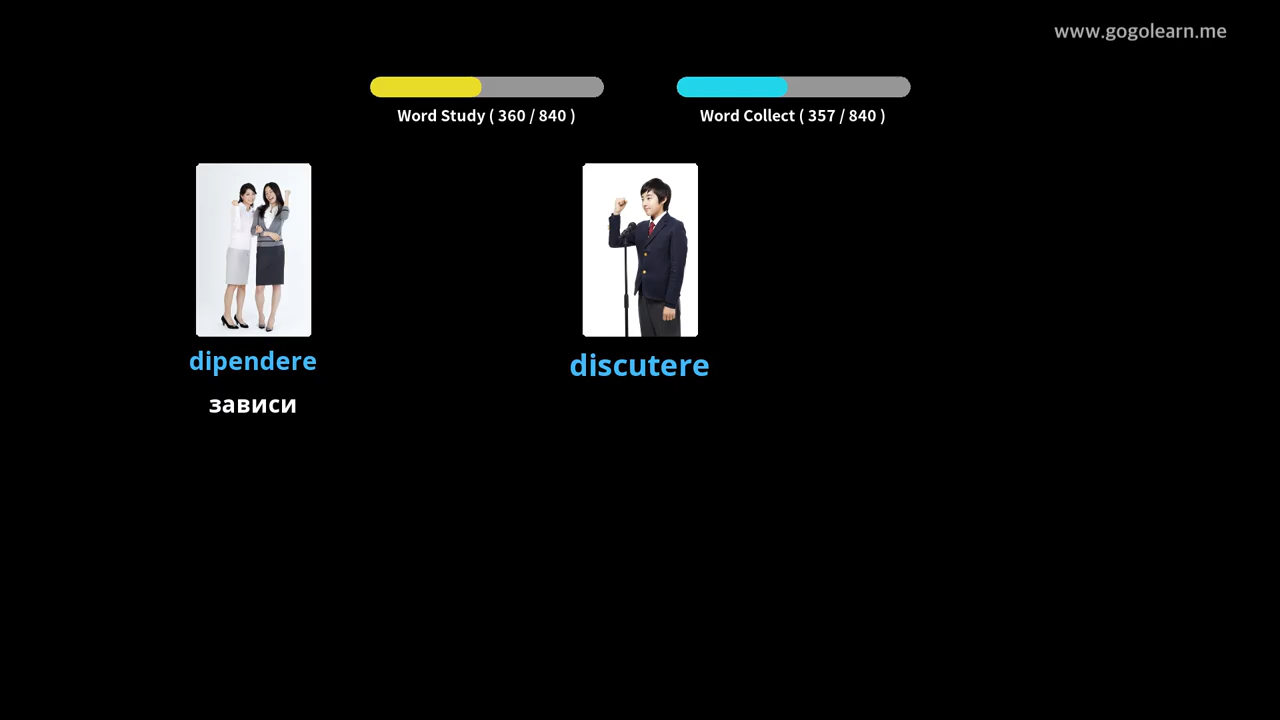 www.gogolearn.me
Word Study ( 360 / 840 )
Word Collect ( 357 / 840 )
dipendere
зависи
discutere